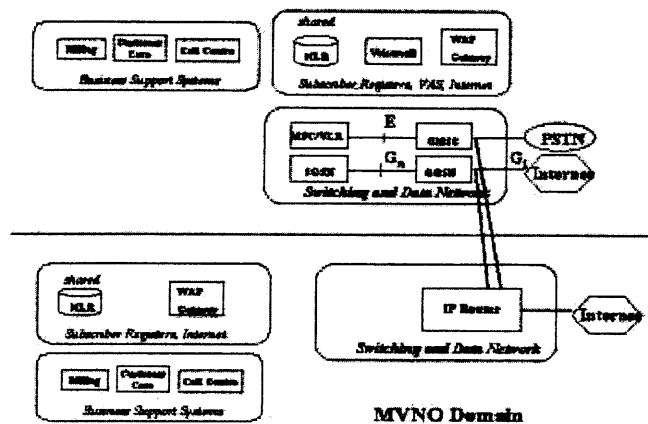 shared
Billing
Customer
Care
Call Centre
Business Support Systems
HLR
Voicemail
WAP
Gateway
Subscriber Registers, VAS, Internet
MSC/VLR
E
GMSC
PSTN
SGSN
Gn
GGSN
Gi
Internet
Switching and Data Network
shared
HLR
WAP
Gateway
Subscriber Registers, Internet
IP Router
Internet
Switching and Data Network
Billing
Customer
Care
Call Centre
Business Support Systems
MVNO Domain